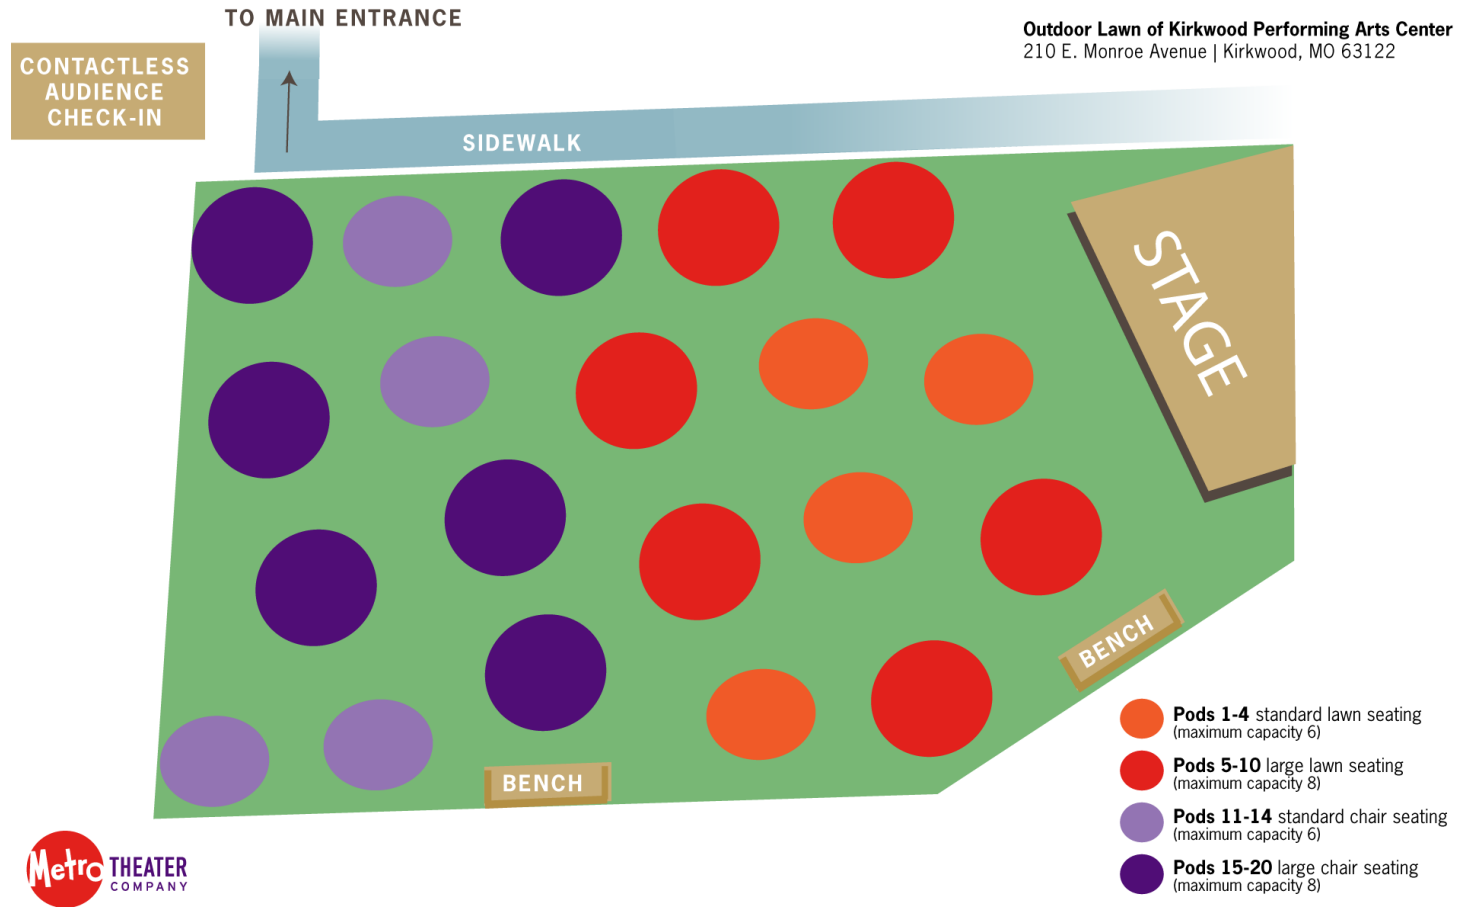 TO MAIN ENTRANCE
Outdoor Lawn of Kirkwood Performing Arts Center
210 E. Monroe Avenue | Kirkwood, MO 63122
CONTACTLESS
AUDIENCE
CHECK-IN
SIDEWALK
STAGE
BENCH
BENCH
Pods 1-4 standard lawn seating
(maximum capacity 6)
Pods 5-10 large lawn seating
(maximum capacity 8)
Pods 11-14 standard chair seating
(maximum capacity 6)
Pods 15-20 large chair seating
(maximum capacity 8)
Metro THEATER
COMPANY